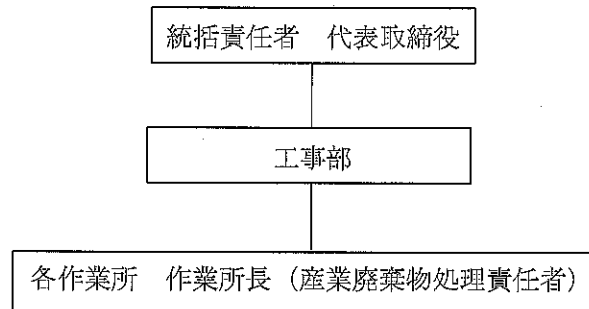 統括責任者　代表取締役
工事部
各作業所　作業所長（産業廃棄物処理責任者）